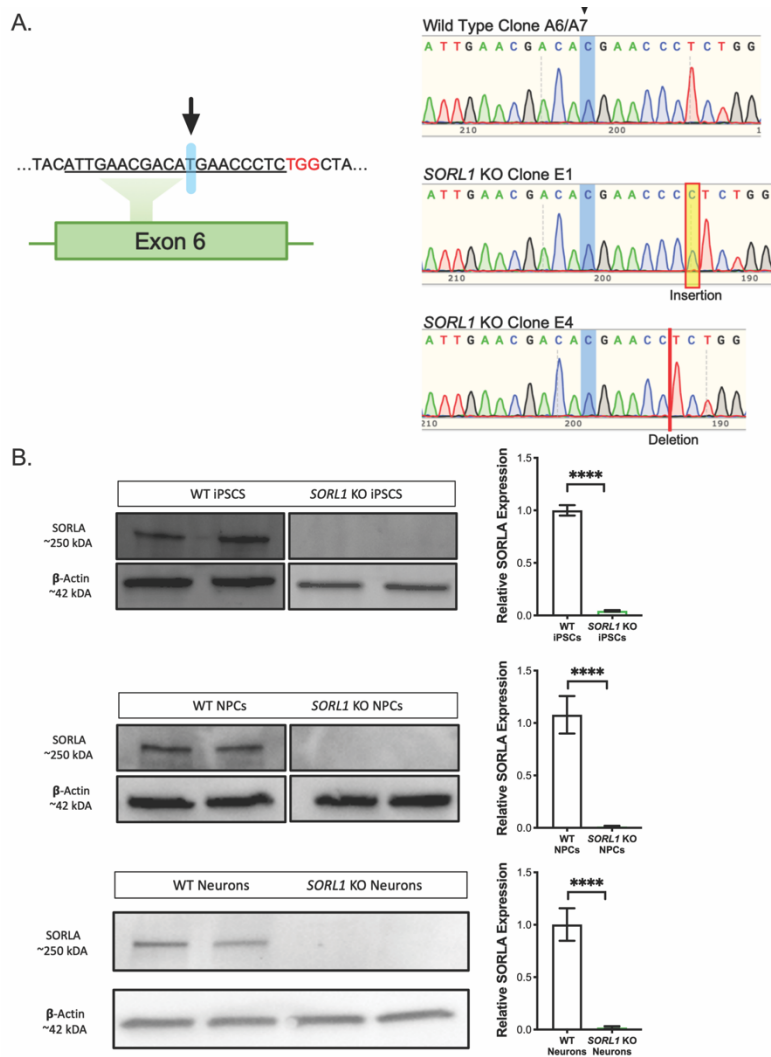 A.
…TACATTGAACGACATGAACCCTCTGGCTA…
Exon 6
Wild Type Clone A6/A7
A T T G A A C G A C A C G A A C C C T C T G G
210 200 1
SORL1 KO Clone E1
A T T G A A C G A C A C G A A C C C C T C T G G
210 200 190
Insertion
SORL1 KO Clone E4
A T T G A A C G A C A C G A A C C T C T G G
210 200 190
Deletion
B.
WT iPSCS SORL1 KO iPSCS
SORLA
~250 kDA
β-Actin
~42 kDA
Relative SORLA Expression
1.5
1.0
0.5
0.0
****
WT
iPSCs
SORL1 KO
iPSCs
WT NPCs SORL1 KO NPCs
SORLA
~250 kDA
β-Actin
~42 kDA
Relative SORLA Expression
1.5
1.0
0.5
0.0
****
WT
NPCs
SORL1 KO
NPCs
WT Neurons SORL1 KO Neurons
SORLA
~250 kDA
β-Actin
~42 kDA
Relative SORLA Expression
1.5
1.0
0.5
0.0
****
WT
Neurons
SORL1 KO
Neurons